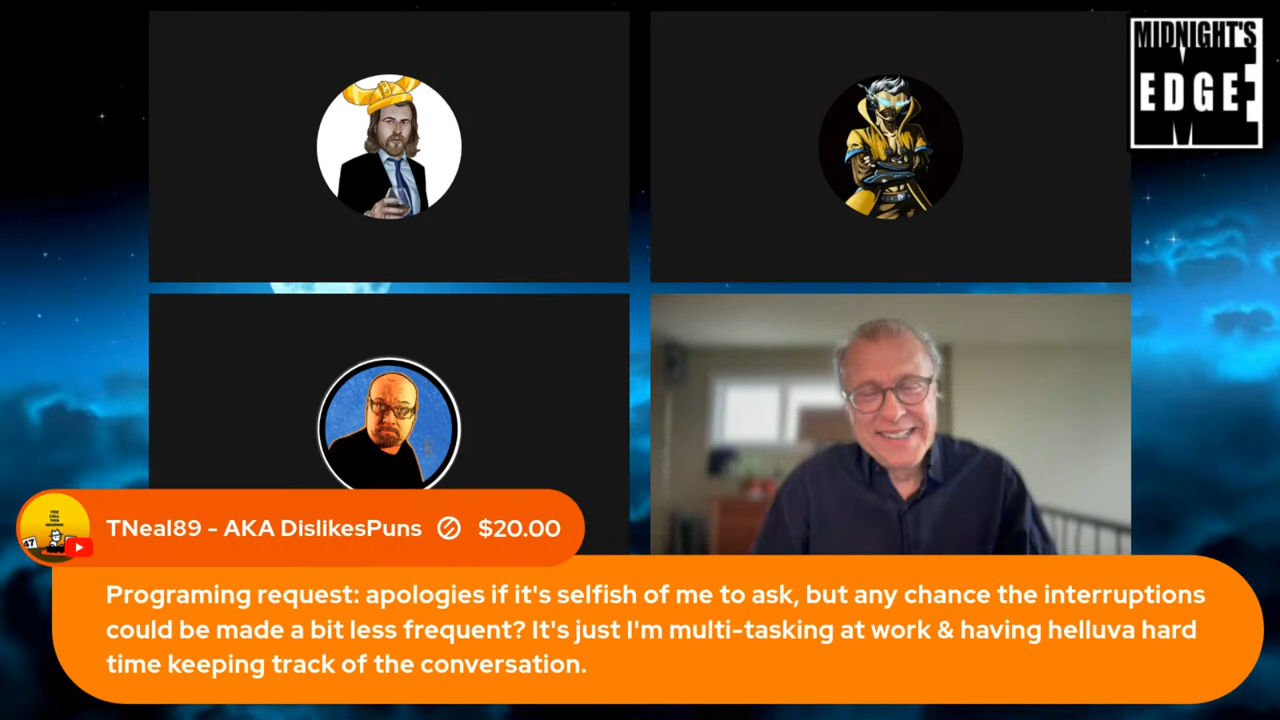 MIDNIGHT'S
EDGE
TNeal89 - AKA DislikesPuns $20.00
Programing request: apologies if it's selfish of me to ask, but any chance the interruptions
could be made a bit less frequent? It's just I'm multi-tasking at work & having helluva hard
time keeping track of the conversation.